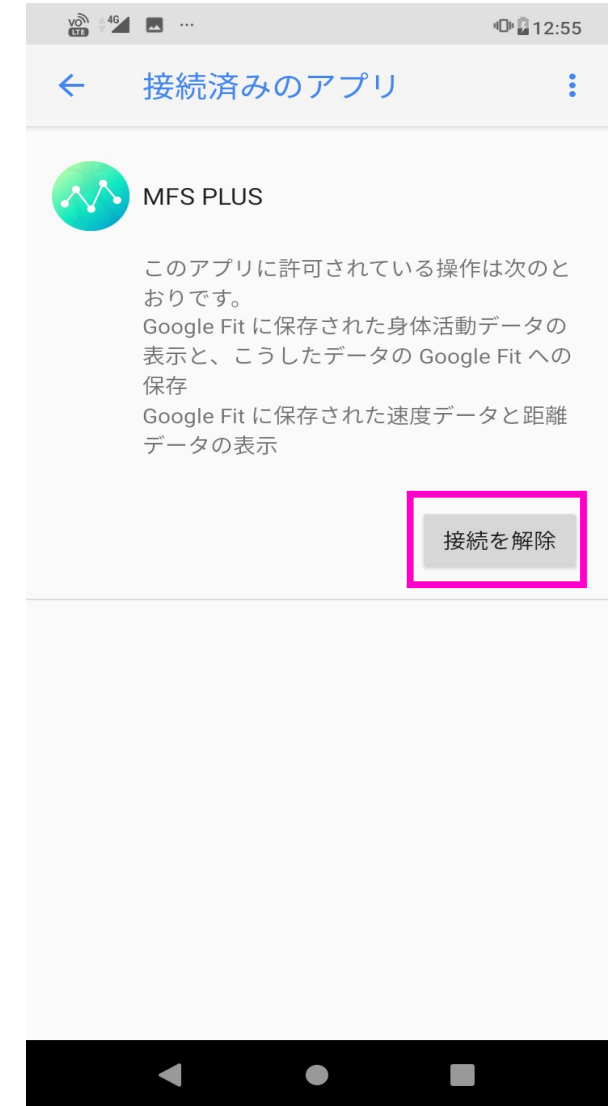 VO)) LTE 4G ... 12:55
接続済みのアプリ
MFS PLUS
このアプリに許可されている操作は次のと
おりです。
Google Fit に保存された身体活動データの
表示と、こうしたデータの Google Fit への
保存
Google Fit に保存された速度データと距離
データの表示
接続を解除